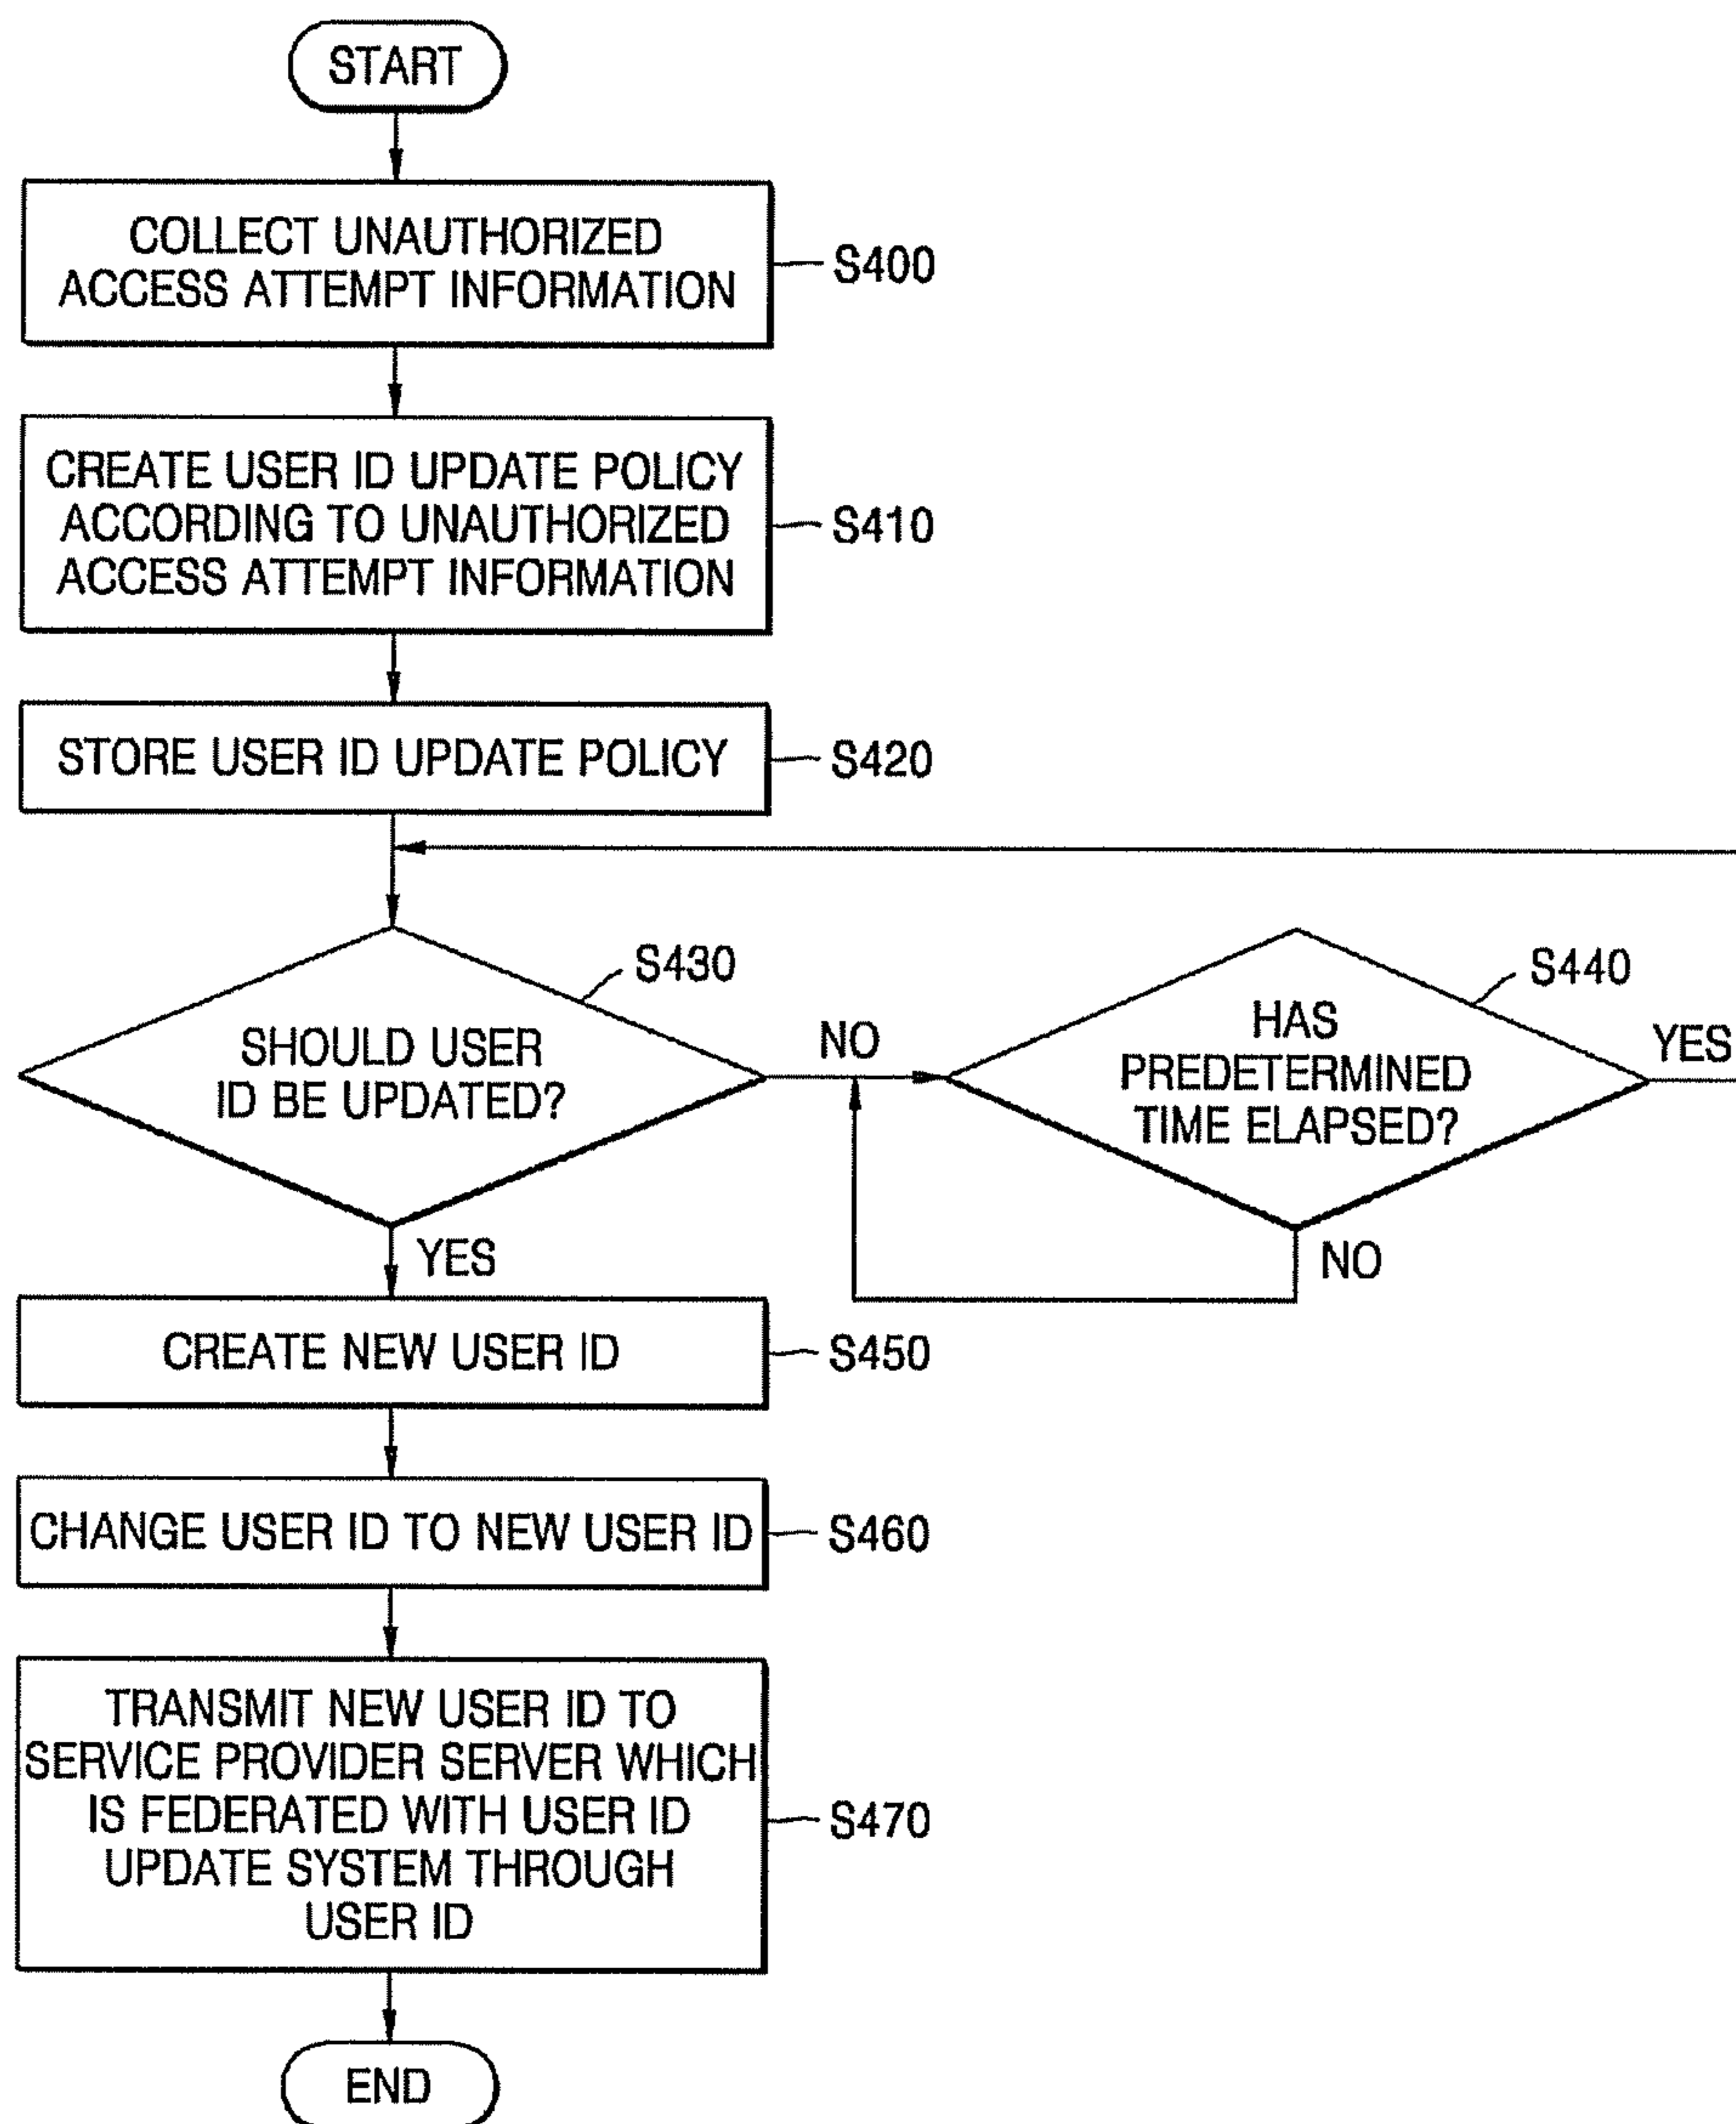 START
COLLECT UNAUTHORIZED
ACCESS ATTEMPT INFORMATION
S400
CREATE USER ID UPDATE POLICY
ACCORDING TO UNAUTHORIZED
ACCESS ATTEMPT INFORMATION
S410
STORE USER ID UPDATE POLICY
S420
SHOULD USER
ID BE UPDATED?
S430
NO
HAS
PREDETERMINED
TIME ELAPSED?
S440
YES
NO
YES
CREATE NEW USER ID
S450
CHANGE USER ID TO NEW USER ID
S460
TRANSMIT NEW USER ID TO
SERVICE PROVIDER SERVER WHICH
IS FEDERATED WITH USER ID
UPDATE SYSTEM THROUGH
USER ID
S470
END